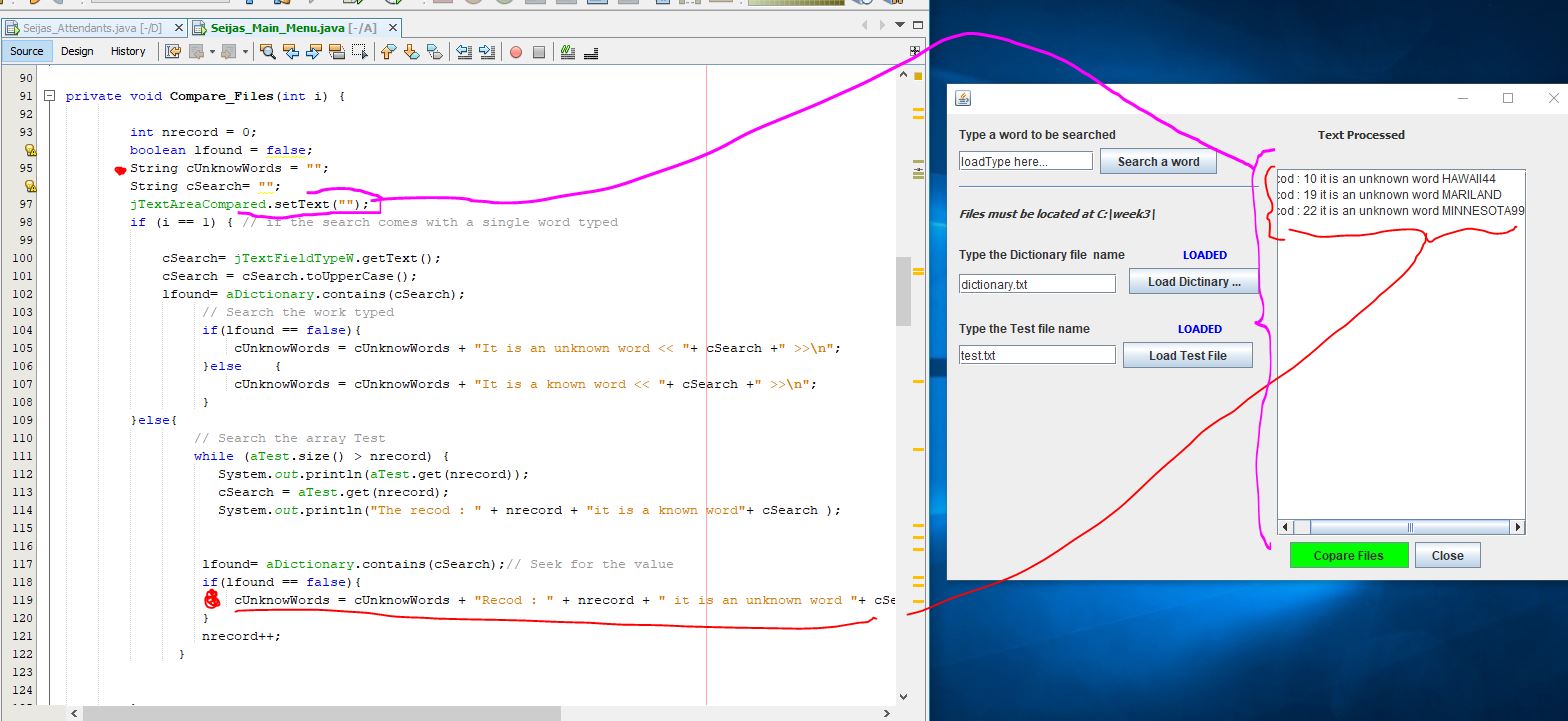 Seijas_Attendants.java [-/D]
Seijas_Main_Menu.java [-/A]
Source Design History
90
91 private void Compare_Files(int i) {
92
93 int nrecord = 0;
boolean lfound = false;
95 String cUnknowWords = "";
String cSearch= "";
97 jTextAreaCompared.setText("");
98 if (i == 1) { // if the search comes with a single word typed
99
100 cSearch= jTextFieldTypeW.getText();
101 cSearch = cSearch.toUpperCase();
102 lfound= aDictionary.contains(cSearch);
103 // Search the work typed
104 if(lfound == false){
105 cUnknowWords = cUnknowWords + "It is an unknown word << "+ cSearch +" >>\n";
106 }else {
107 cUnknowWords = cUnknowWords + "It is a known word << "+ cSearch +" >>\n";
108 }
109 }else{
110 // Search the array Test
111 while (aTest.size() > nrecord) {
112 System.out.println(aTest.get(nrecord));
113 cSearch = aTest.get(nrecord);
114 System.out.println("The recod : " + nrecord + "it is a known word"+ cSearch );
115
116
117 lfound= aDictionary.contains(cSearch);// Seek for the value
118 if(lfound == false){
119 cUnknowWords = cUnknowWords + "Recod : " + nrecord + " it is an unknown word "+ cSe
120 }
121 nrecord++;
122 }
123
124
Type a word to be searched
loadType here... Search a word
Files must be located at C:|week3|
Type the Dictionary file name LOADED
dictionary.txt Load Dictinary ...
Type the Test file name LOADED
test.txt Load Test File
Text Processed
cod : 10 it is an unknown word HAWAII44
cod : 19 it is an unknown word MARILAND
cod : 22 it is an unknown word MINNESOTA99
Copare Files Close